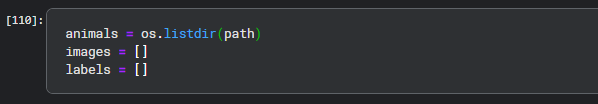 [110]:
animals = os.listdir(path)
images = []
labels = []